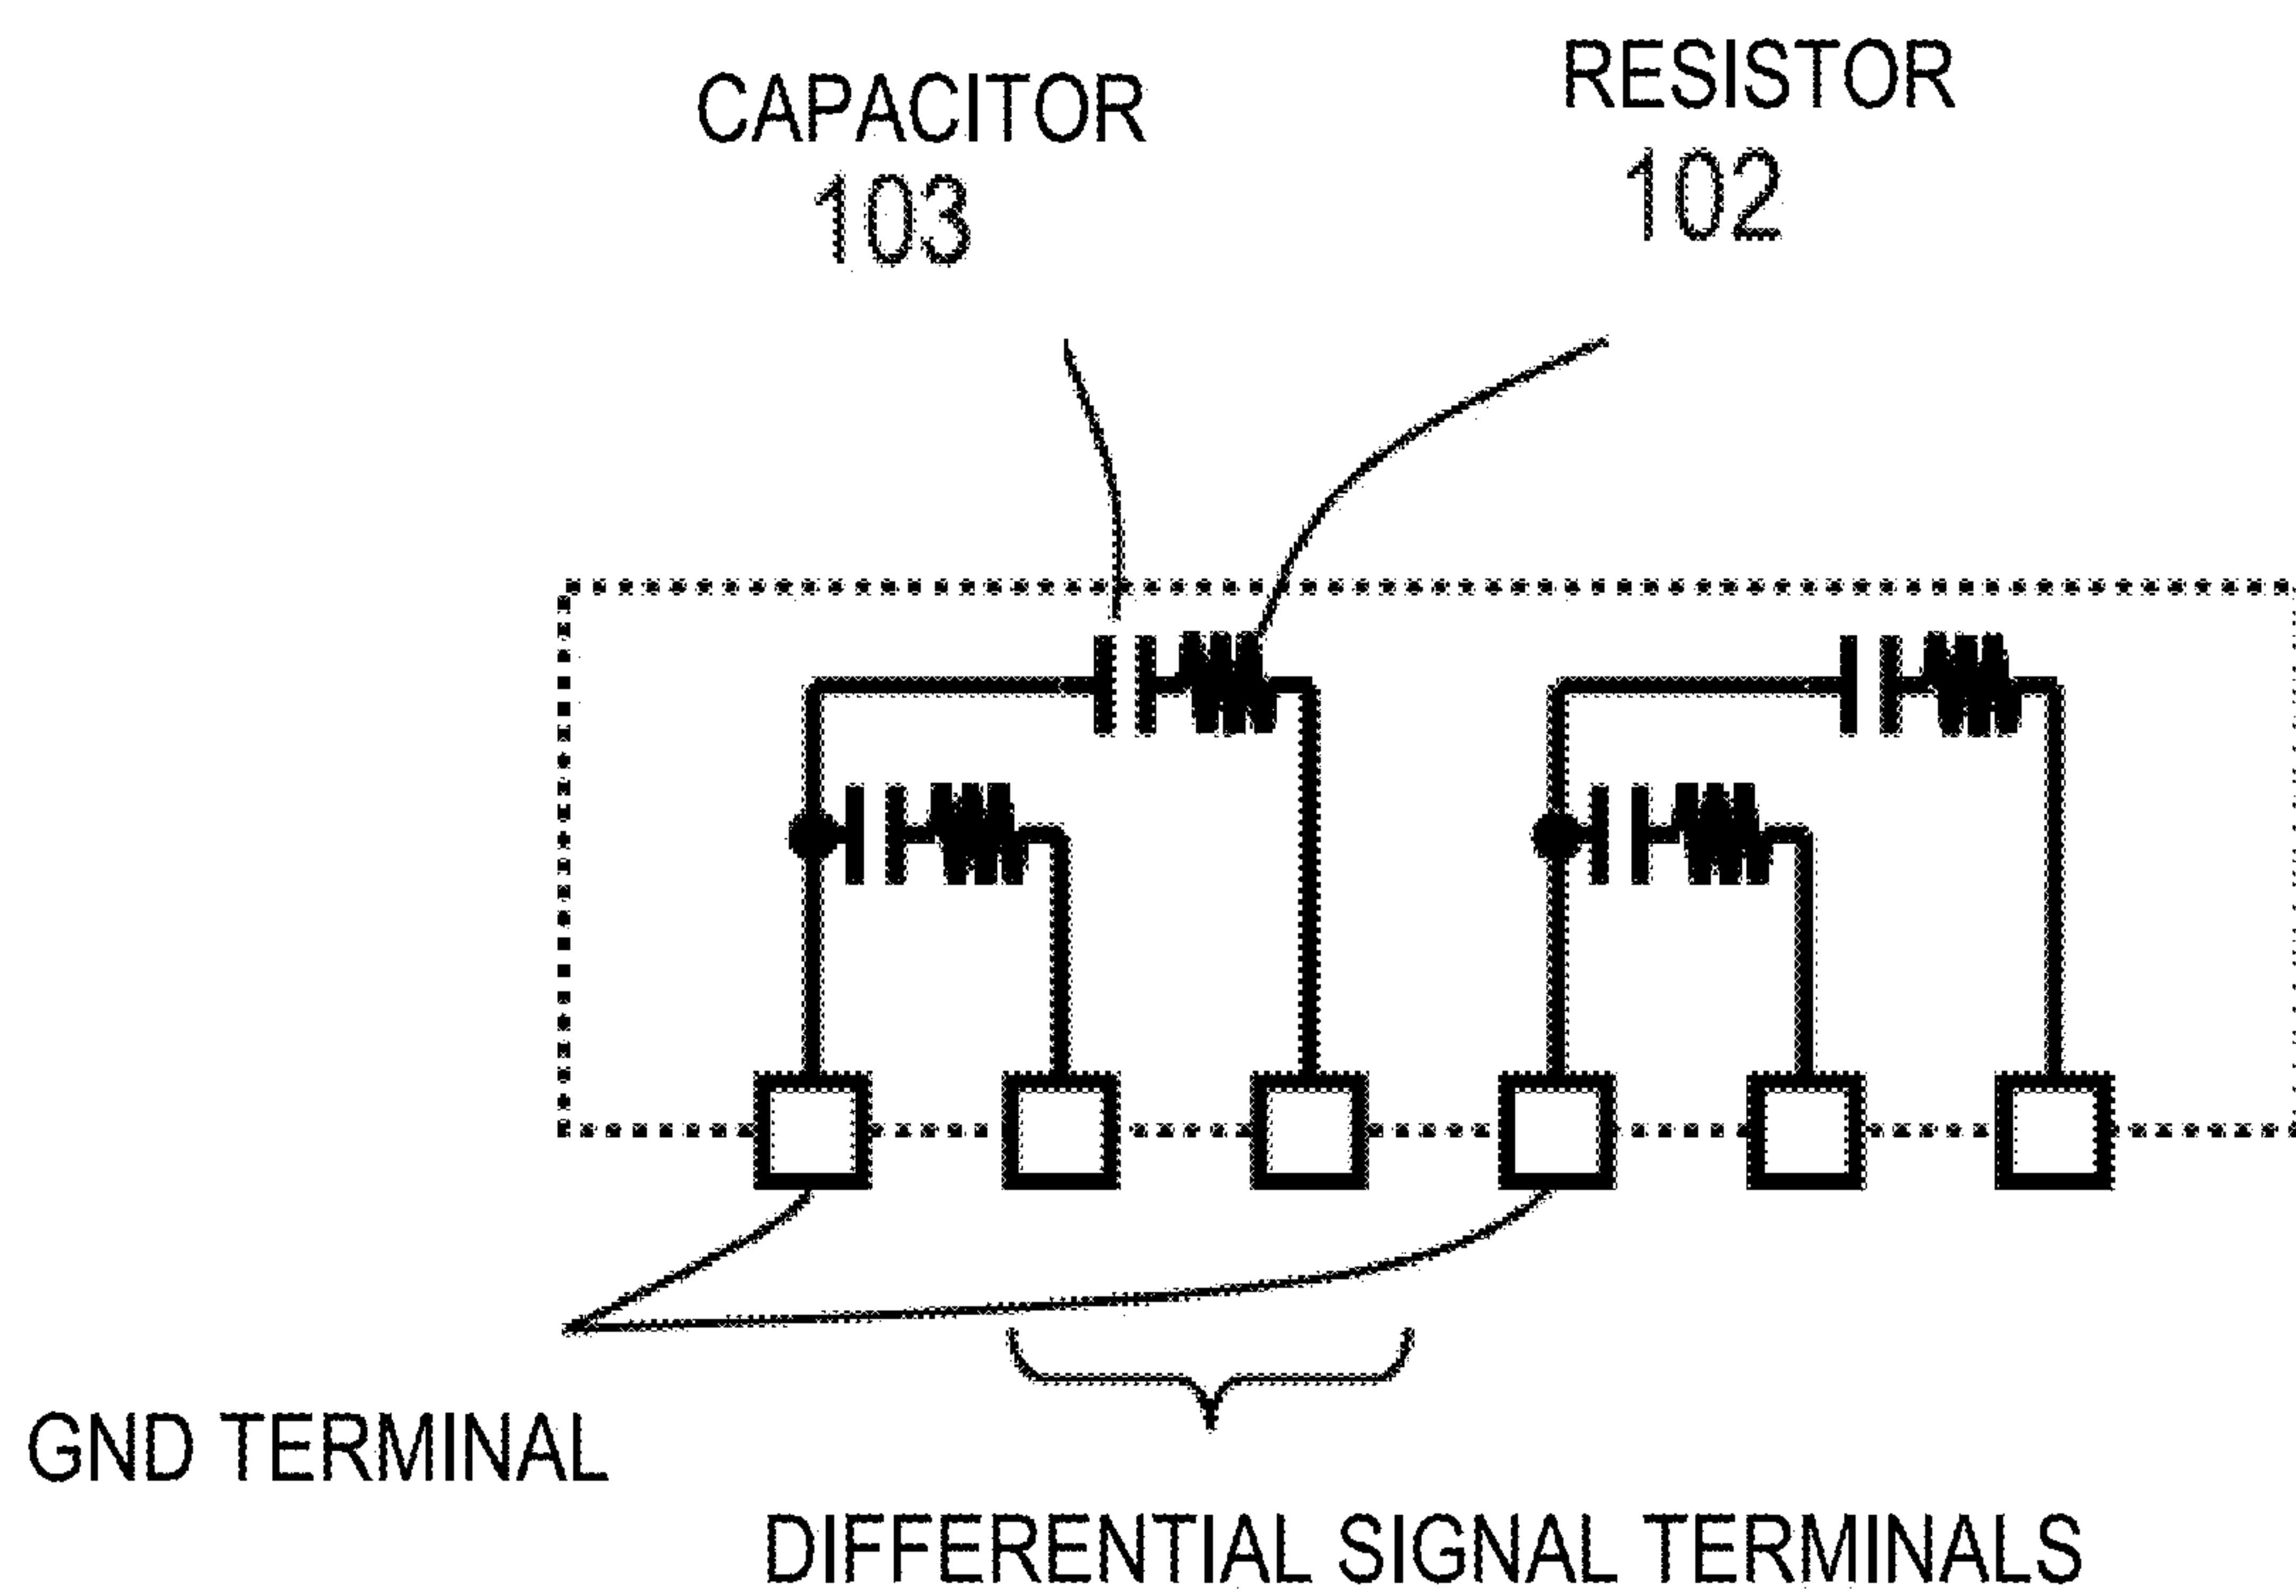 CAPACITOR
103
RESISTOR
102
GND TERMINAL
DIFFERENTIAL SIGNAL TERMINALS